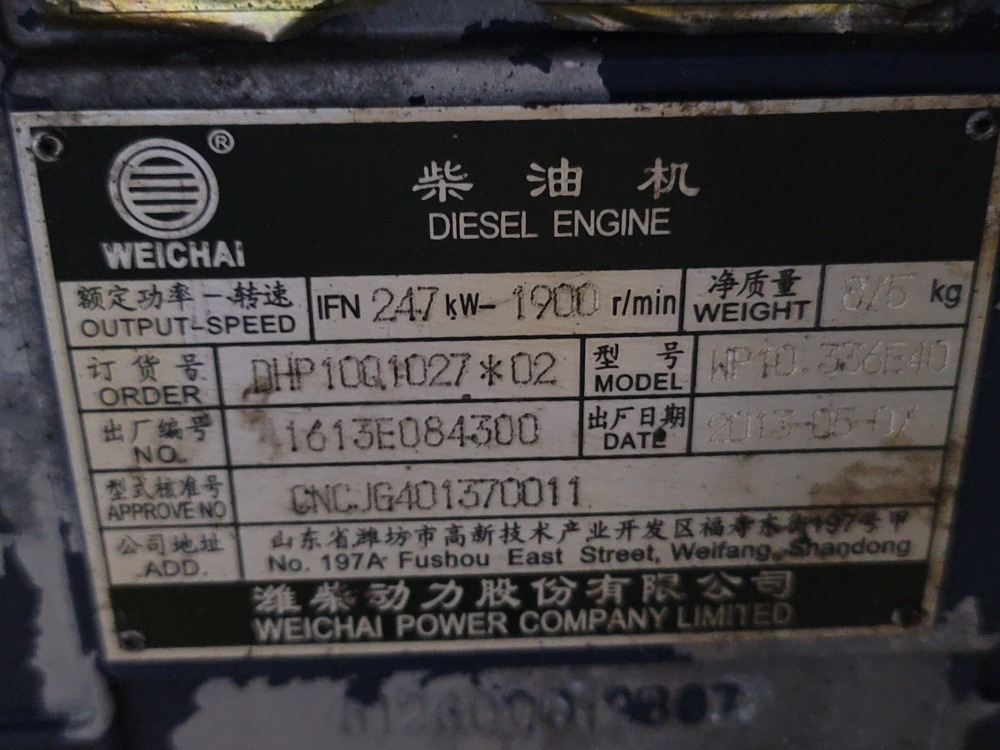 ®
WEICHAI
柴油机
DIESEL ENGINE
额定功率-转速 IFN 247 kW- 1900 r/min 净质量 875 kg
OUTPUT-SPEED WEIGHT
订货号 DHP10Q1027*02 型号 WP10.336E40
ORDER MODEL
出厂编号 1613E084300 出厂日期 2013-05-
NO. DATE
型式核准号 CNCJG401370011
APPROVE NO
公司地址 山东省潍坊市高新技术产业开发区福寿东街197号甲
ADD. No. 197A Fushou East Street, Weifang, Shandong
潍柴动力股份有限公司
WEICHAI POWER COMPANY LIMITED